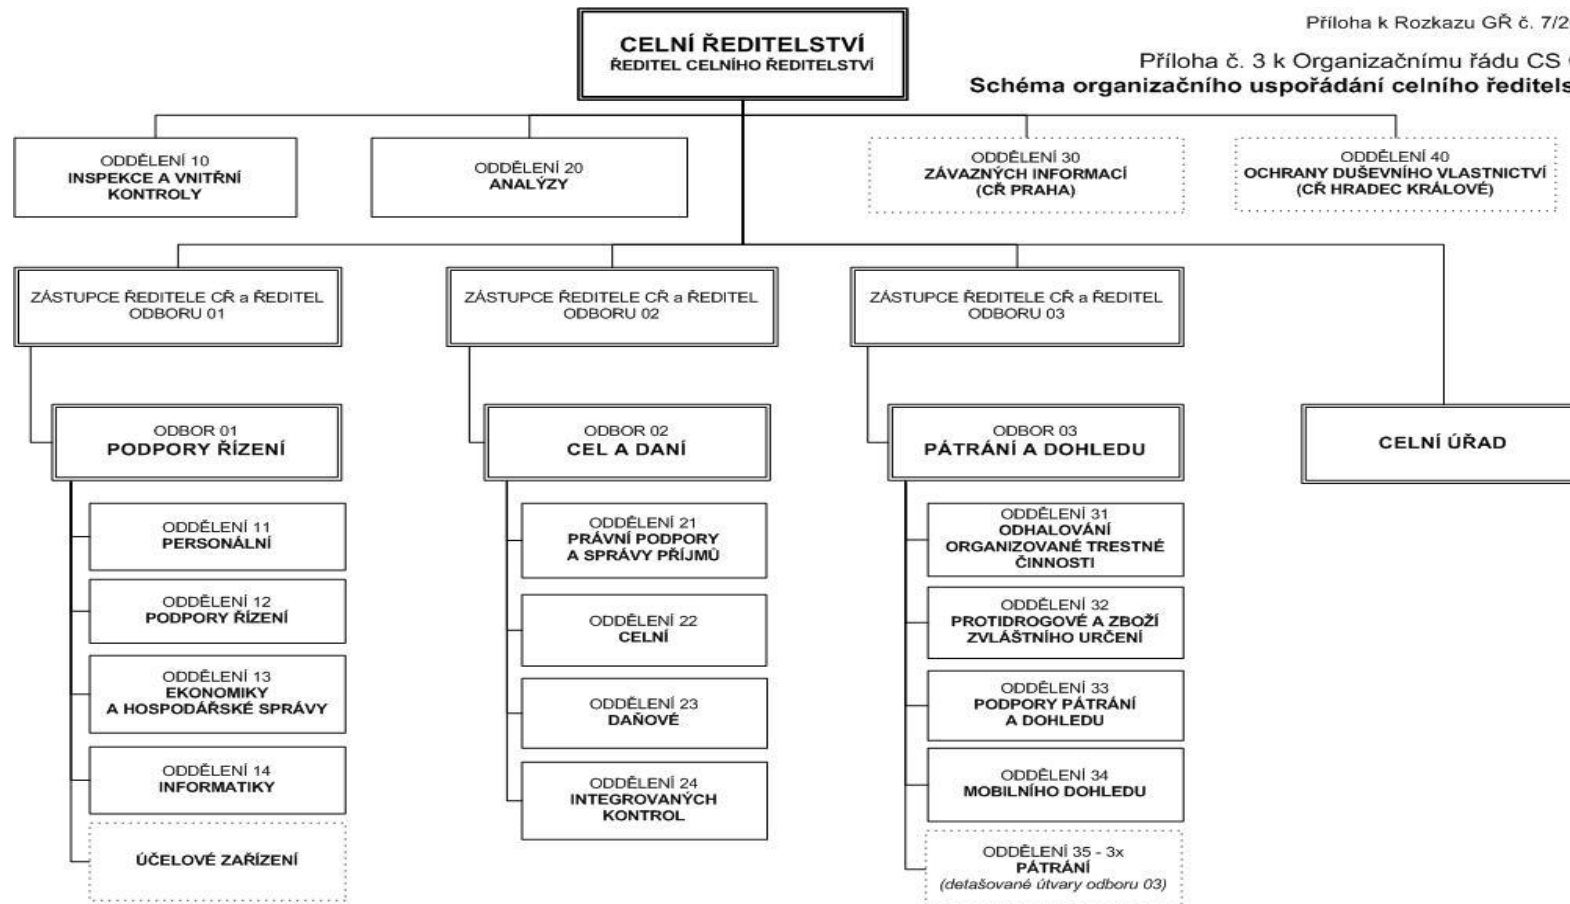 Příloha k Rozkazu GŘ č. 7/2
Příloha č. 3 k Organizačnímu řádu CS
Schéma organizačního uspořádání celního ředitels
CELNÍ ŘEDITELSTVÍ
ŘEDITEL CELNÍHO ŘEDITELSTVÍ
ODDĚLENÍ 10
INSPEKCE A VNITŘNÍ
KONTROLY
ODDĚLENÍ 20
ANALÝZY
ODDĚLENÍ 30
ZÁVAZNÝCH INFORMACÍ
(CŘ PRAHA)
ODDĚLENÍ 40
OCHRANY DUŠEVNÍHO VLASTNICTVÍ
(CŘ HRADEC KRÁLOVÉ)
ZÁSTUPCE ŘEDITELE CŘ a ŘEDITEL
ODBORU 01
ZÁSTUPCE ŘEDITELE CŘ a ŘEDITEL
ODBORU 02
ZÁSTUPCE ŘEDITELE CŘ a ŘEDITEL
ODBORU 03
ODBOR 01
PODPORY ŘÍZENÍ
ODBOR 02
CEL A DANÍ
ODBOR 03
PÁTRÁNÍ A DOHLEDU
CELNÍ ÚŘAD
ODDĚLENÍ 11
PERSONÁLNÍ
ODDĚLENÍ 12
PODPORY ŘÍZENÍ
ODDĚLENÍ 13
EKONOMIKY
A HOSPODÁŘSKÉ SPRÁVY
ODDĚLENÍ 14
INFORMATIKY
ÚČELOVÉ ZAŘÍZENÍ
ODDĚLENÍ 21
PRÁVNÍ PODPORY
A SPRÁVY PŘÍJMŮ
ODDĚLENÍ 22
CELNÍ
ODDĚLENÍ 23
DAŇOVÉ
ODDĚLENÍ 24
INTEGROVANÝCH
KONTROL
ODDĚLENÍ 31
ODHALOVÁNÍ
ORGANIZOVANÉ TRESTNÉ
ČINNOSTI
ODDĚLENÍ 32
PROTIDROGOVÉ A ZBOŽÍ
ZVLÁŠTNÍHO URČENÍ
ODDĚLENÍ 33
PODPORY PÁTRÁNÍ
A DOHLEDU
ODDĚLENÍ 34
MOBILNÍHO DOHLEDU
ODDĚLENÍ 35 - 3x
PÁTRÁNÍ
(detašované útvary odboru 03)